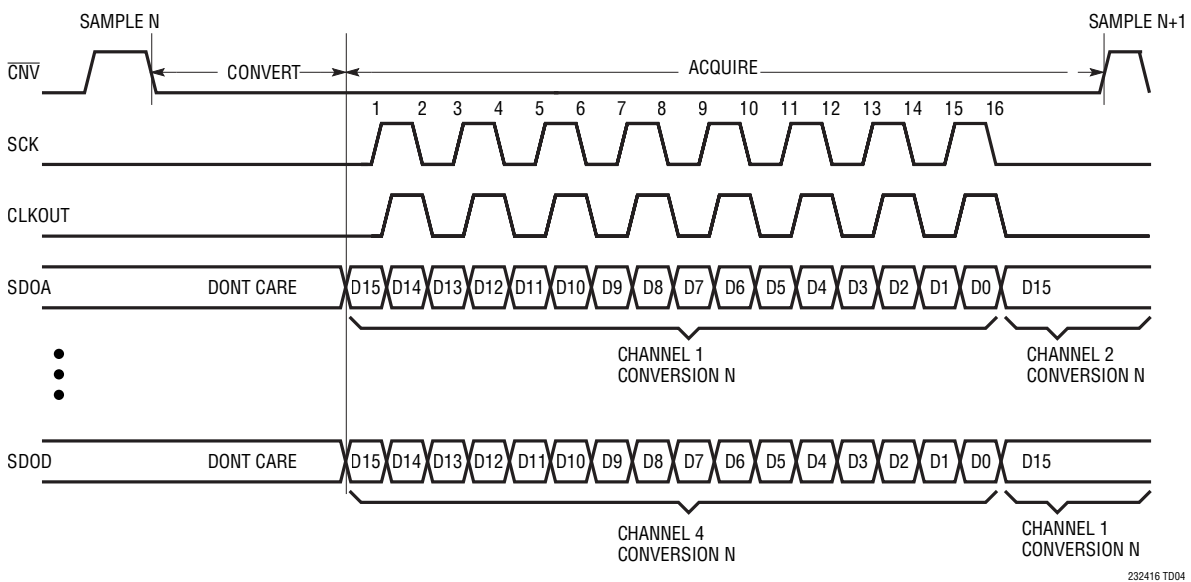 SAMPLE N
SAMPLE N+1
CNV
CONVERT
ACQUIRE
1 2 3 4 5 6 7 8 9 10 11 12 13 14 15 16
SCK
CLKOUT
SDOA DONT CARE D15 D14 D13 D12 D11 D10 D9 D8 D7 D6 D5 D4 D3 D2 D1 D0 D15
CHANNEL 1
CONVERSION N
CHANNEL 2
CONVERSION N
SDOD DONT CARE D15 D14 D13 D12 D11 D10 D9 D8 D7 D6 D5 D4 D3 D2 D1 D0 D15
CHANNEL 4
CONVERSION N
CHANNEL 1
CONVERSION N
232416 TD04